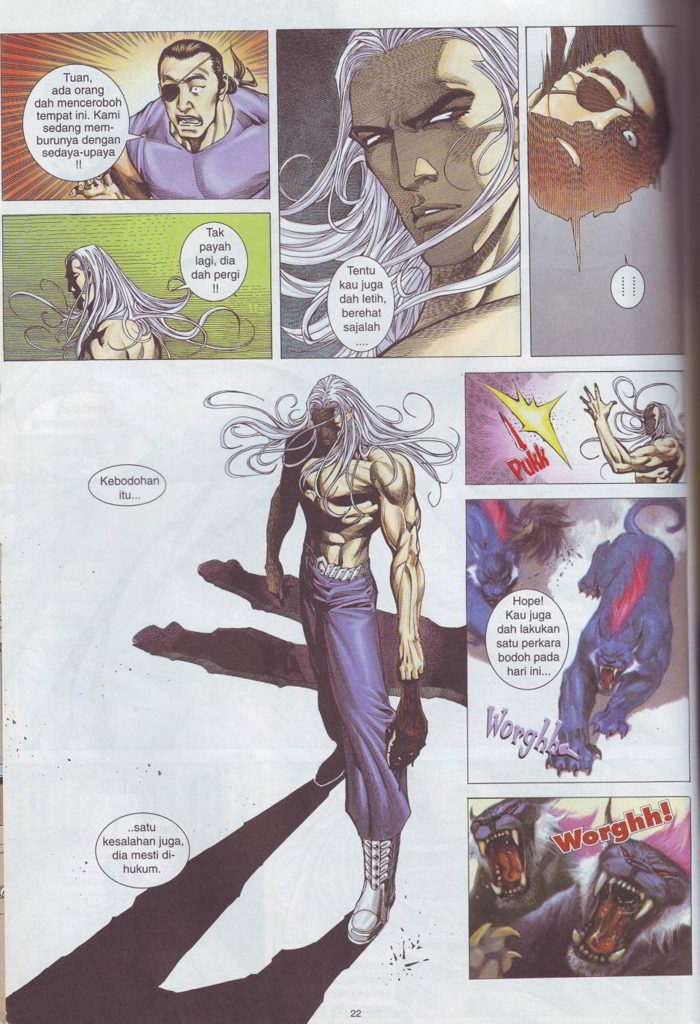 Tuan,
ada orang
dah menceroboh
tempat ini. Kami
sedang mem-
burunya dengan
sedaya-upaya
!!
Tak
payah
lagi, dia
dah pergi
!!
Tentu
kau juga
dah letih,
berehat
sajalah
....
Kebodohan
itu...
Pukk
Hope!
Kau juga
dah lakukan
satu perkara
bodoh pada
hari ini...
Worghh
Worghh!
..satu
kesalahan juga,
dia mesti di-
hukum.
22